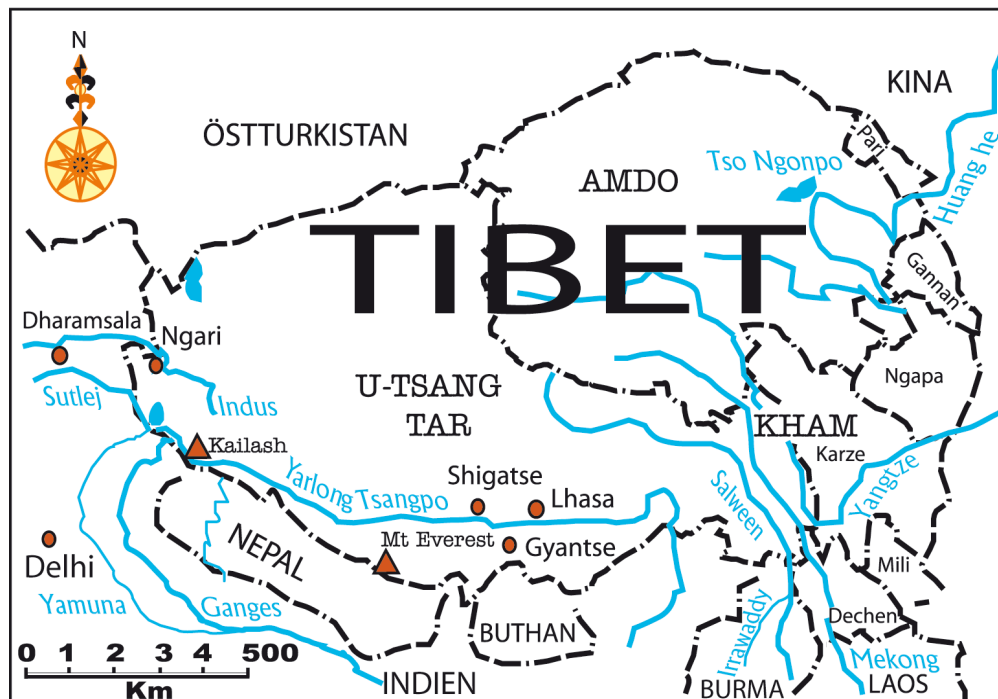 N
KINA
ÖSTTURKISTAN
Pari
Tso Ngonpo
Huang he
AMDO
TIBET
Gannan
Dharamsala
Ngari
Ngapa
Sutlej
Indus
U-TSANG
TAR
KHAM
Kailash
Karze
Yarlong Tsangpo
Shigatse
Lhasa
Salween
Yangtze
NEPAL
Mt Everest
Gyantse
Delhi
Mili
Yamuna
Ganges
BUTHAN
Irrawaddy
Dechen
Mekong
0 1 2 3 4 500
Km
INDIEN
BURMA
LAOS